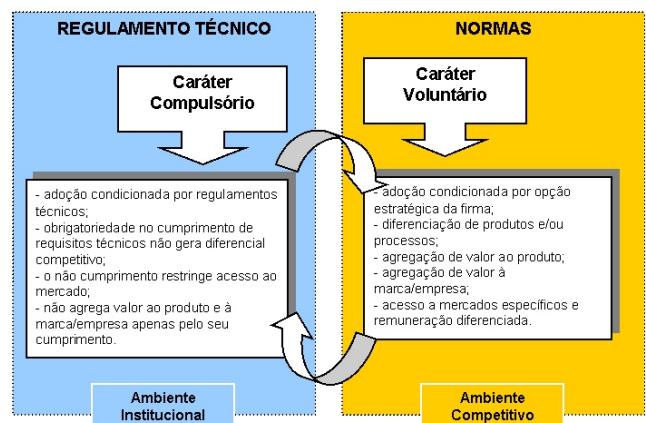 REGULAMENTO TÉCNICO
Caráter
Compulsório
- adoção condicionada por regulamentos
técnicos;
- obrigatoriedade no cumprimento de
requisitos técnicos não gera diferencial
competitivo;
- o não cumprimento restringe acesso ao
mercado;
- não agrega valor ao produto e à
marca/empresa apenas pelo seu
cumprimento.
Ambiente
Institucional
NORMAS
Caráter
Voluntário
- adoção condicionada por opção
estratégica da firma;
- diferenciação de produtos e/ou
processos;
- agregação de valor ao produto;
- agregação de valor à
marca/empresa;
- acesso a mercados específicos e
remuneração diferenciada.
Ambiente
Competitivo